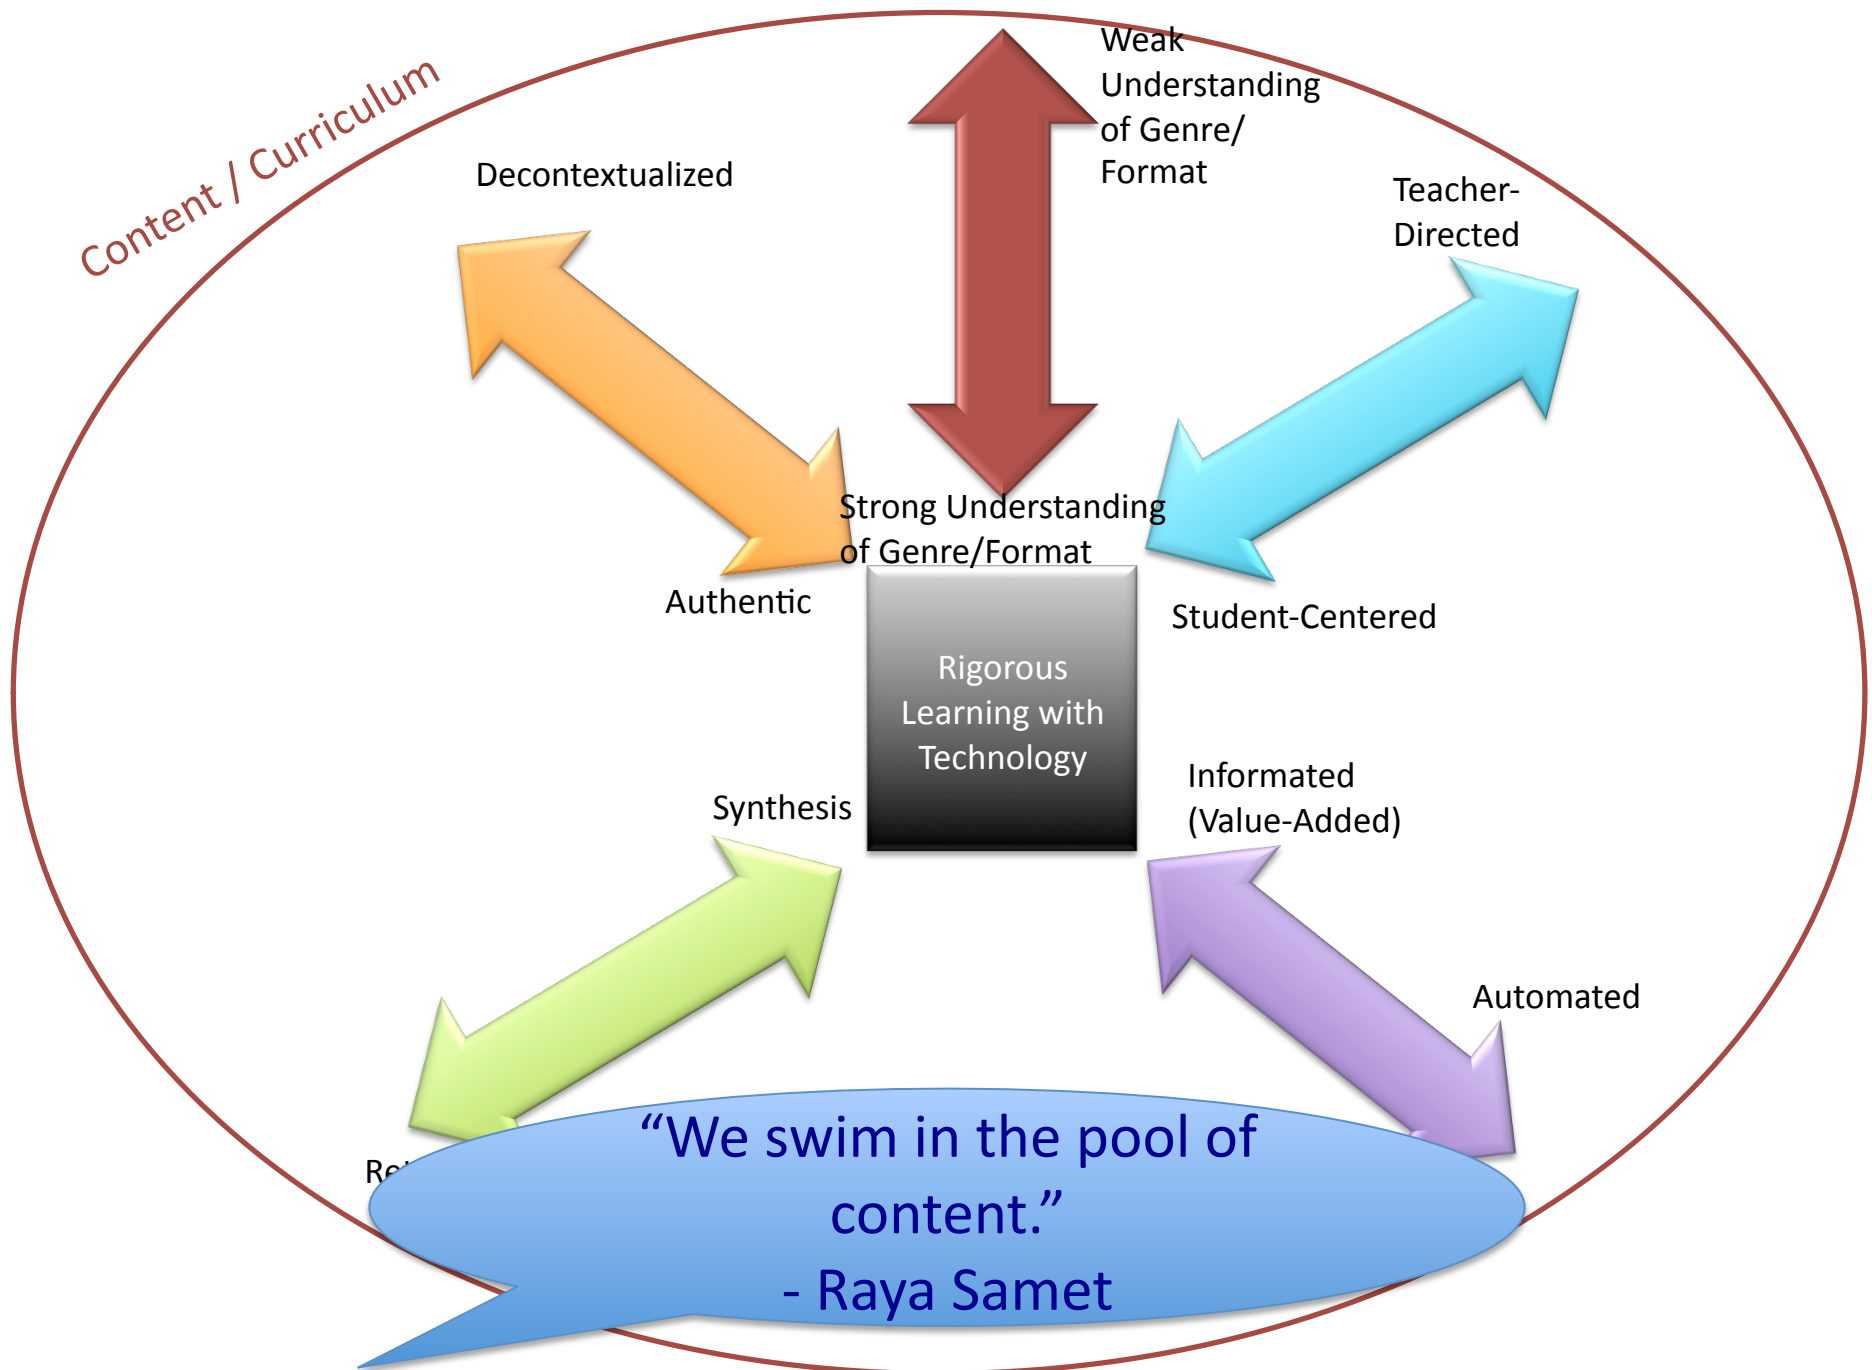 Content / Curriculum
Weak
Understanding
of Genre/
Format
Decontextualized
Teacher-
Directed
Strong Understanding
of Genre/Format
Authentic
Student-Centered
Rigorous
Learning with
Technology
Informated
(Value-Added)
Synthesis
Automated
“We swim in the pool of
content.”
- Raya Samet